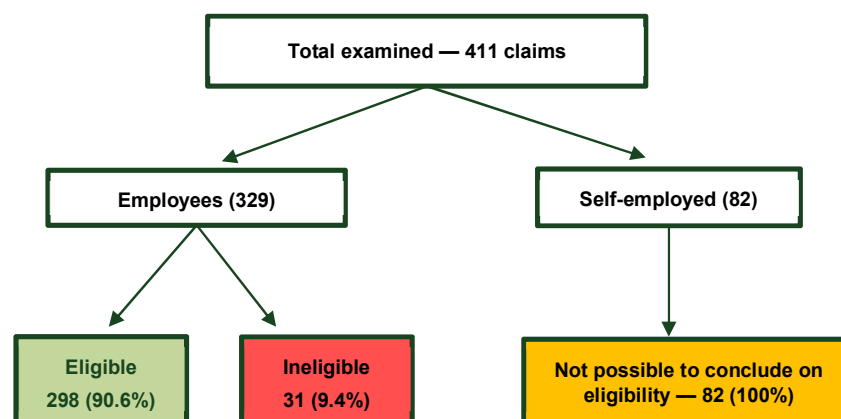 Total examined — 411 claims
Employees (329)
Self-employed (82)
Eligible
298 (90.6%)
Ineligible
31 (9.4%)
Not possible to conclude on
eligibility — 82 (100%)